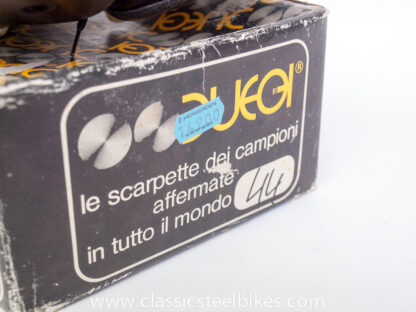 DUEGI®
le scarpette dei campioni
affermate
in tutto il mondo
44
www.classicsteelbikes.com